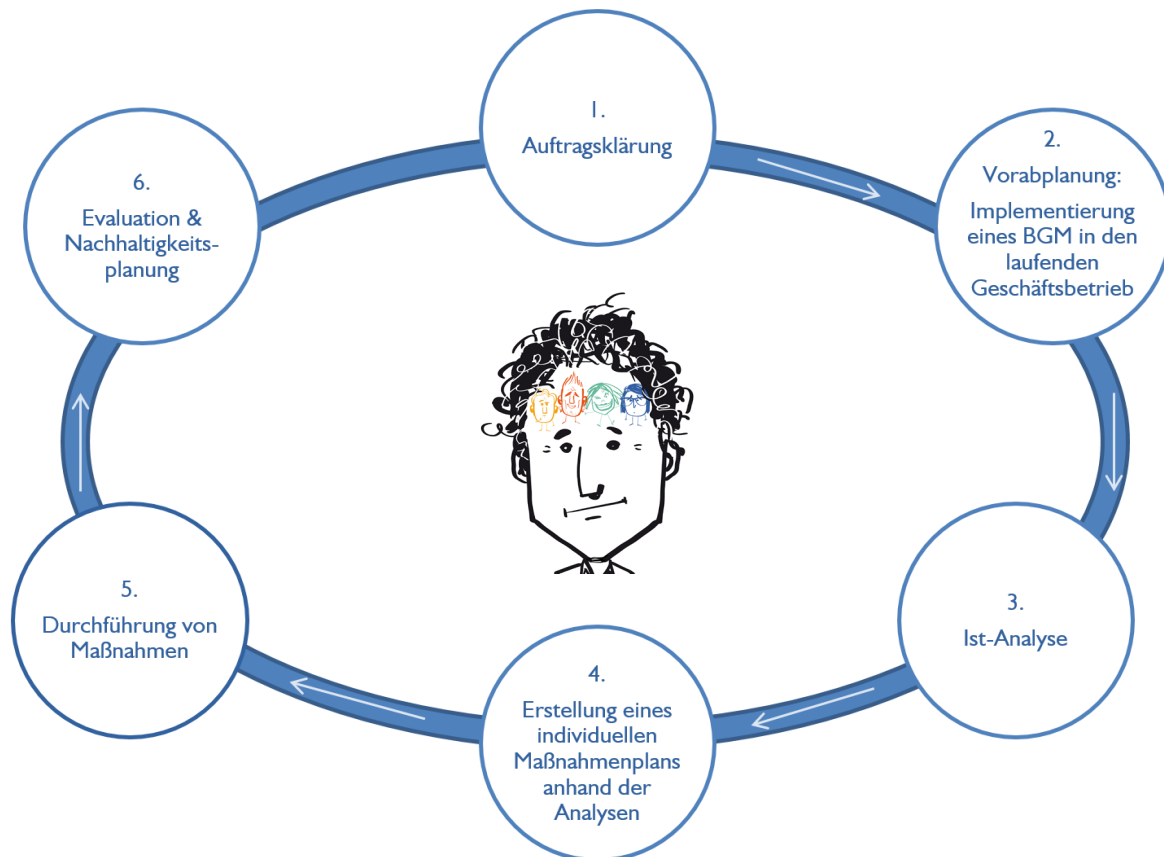 1.
Auftragsklärung
2.
Vorabplanung:
Implementierung
eines BGM in den
laufenden
Geschäftsbetrieb
3.
Ist-Analyse
4.
Erstellung eines
individuellen
Maßnahmenplans
anhand der
Analysen
5.
Durchführung von
Maßnahmen
6.
Evaluation &
Nachhaltigkeits-
planung